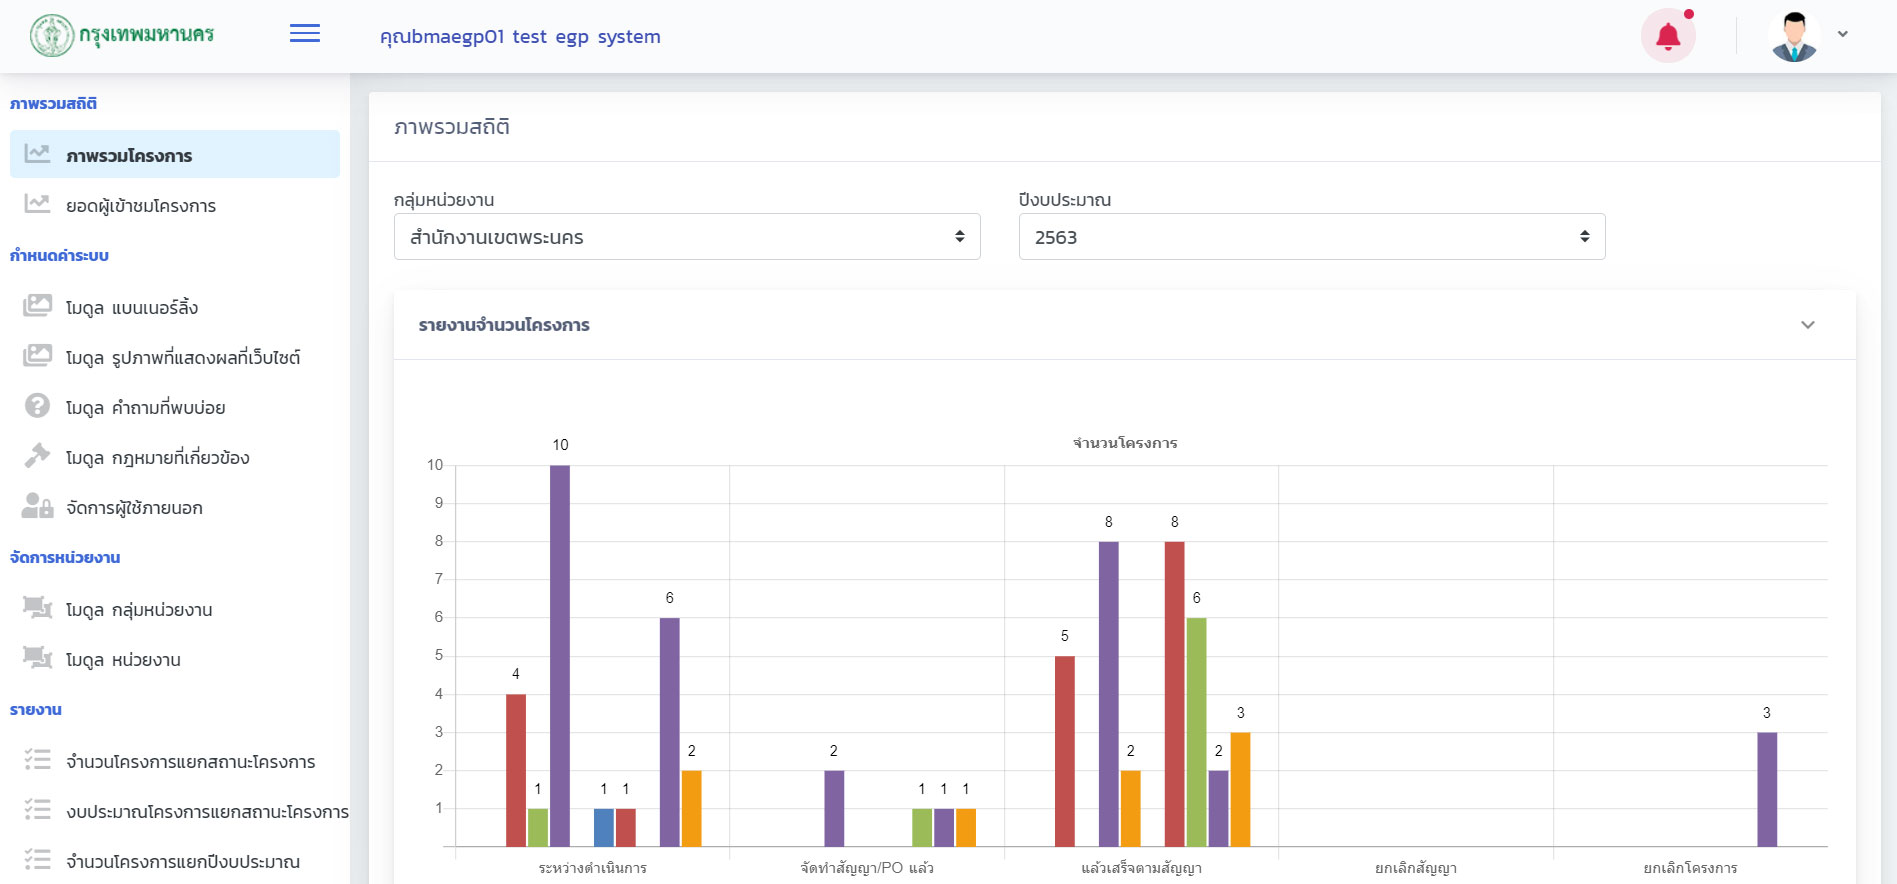 กรุงเทพมหานคร
คุณbmaegp01 test egp system
ภาพรวมสถิติ
ภาพรวมโครงการ
ยอดผู้เข้าชมโครงการ
กำหนดค่าระบบ
โมดูล แบนเนอร์ลิ้ง
โมดูล รูปภาพที่แสดงผลที่เว็บไซต์
โมดูล คำถามที่พบบ่อย
โมดูล กฎหมายที่เกี่ยวข้อง
จัดการผู้ใช้ภายนอก
จัดการหน่วยงาน
โมดูล กลุ่มหน่วยงาน
โมดูล หน่วยงาน
รายงาน
จำนวนโครงการแยกสถานะโครงการ
งบประมาณโครงการแยกสถานะโครงการ
จำนวนโครงการแยกปีงบประมาณ
ภาพรวมสถิติ
กลุ่มหน่วยงาน
สำนักงานเขตพระนคร
ปีงบประมาณ
2563
รายงานจำนวนโครงการ
จำนวนโครงการ
10
9
8
7
6
5
4
3
2
1
4
1
10
1
1
6
2
2
1
1
1
5
8
2
8
6
2
3
3
ระหว่างดำเนินการ
จัดทำสัญญา/PO แล้ว
แล้วเสร็จตามสัญญา
ยกเลิกสัญญา
ยกเลิกโครงการ